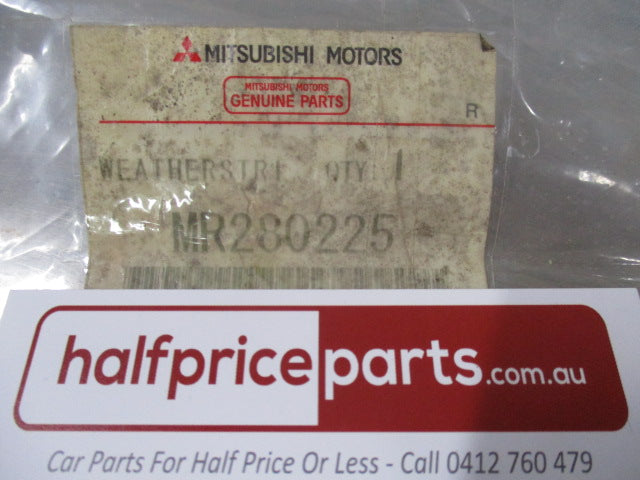 MITSUBISHI MOTORS
MITSUBISHI MOTORS
GENUINE PARTS
R
WEATHERSTRI QTY:1
MR280225
halfpriceparts.com.au
Car Parts For Half Price Or Less - Call 0412 760 479